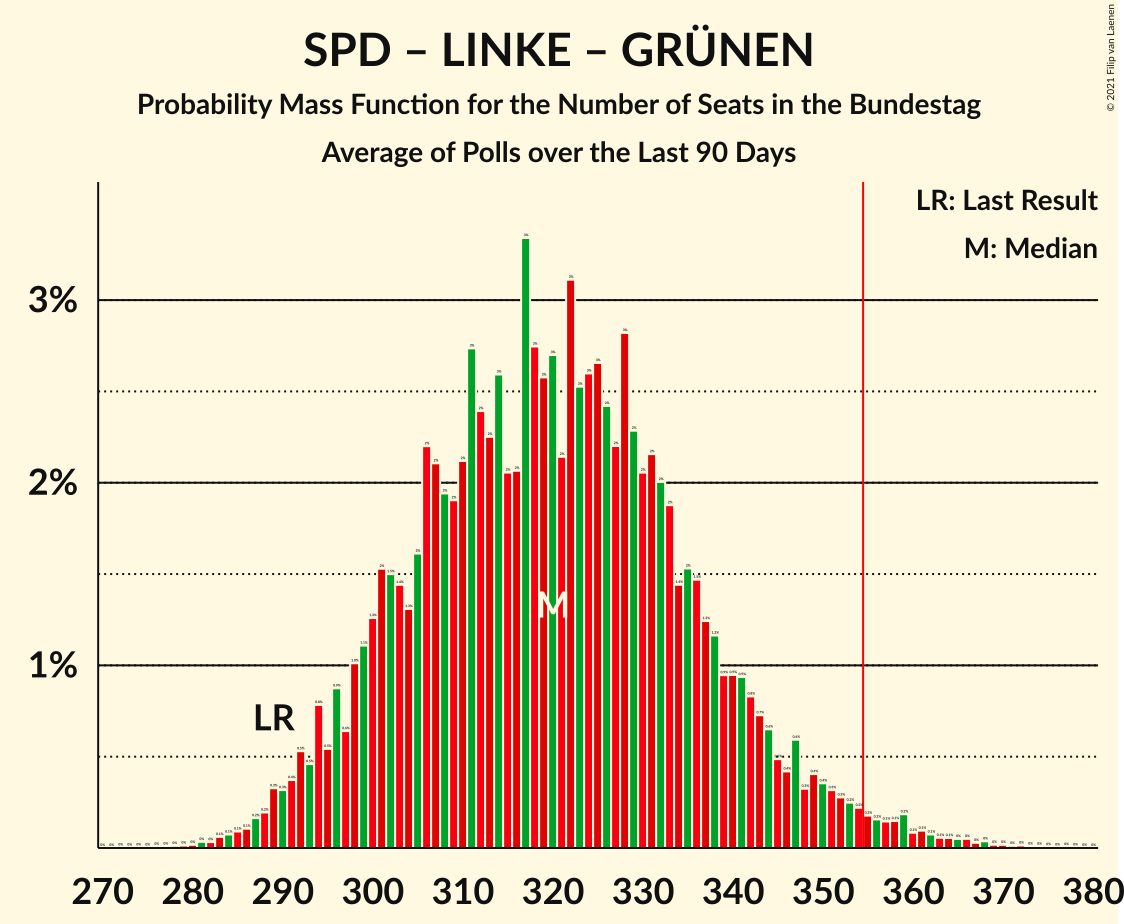 SPD – LINKE – GRÜNEN
Probability Mass Function for the Number of Seats in the Bundestag
Average of Polls over the Last 90 Days
© 2021 Filip van Laenen
LR: Last Result
M: Median
3%
2%
1%
LR
M
270 280 290 300 310 320 330 340 350 360 370 380